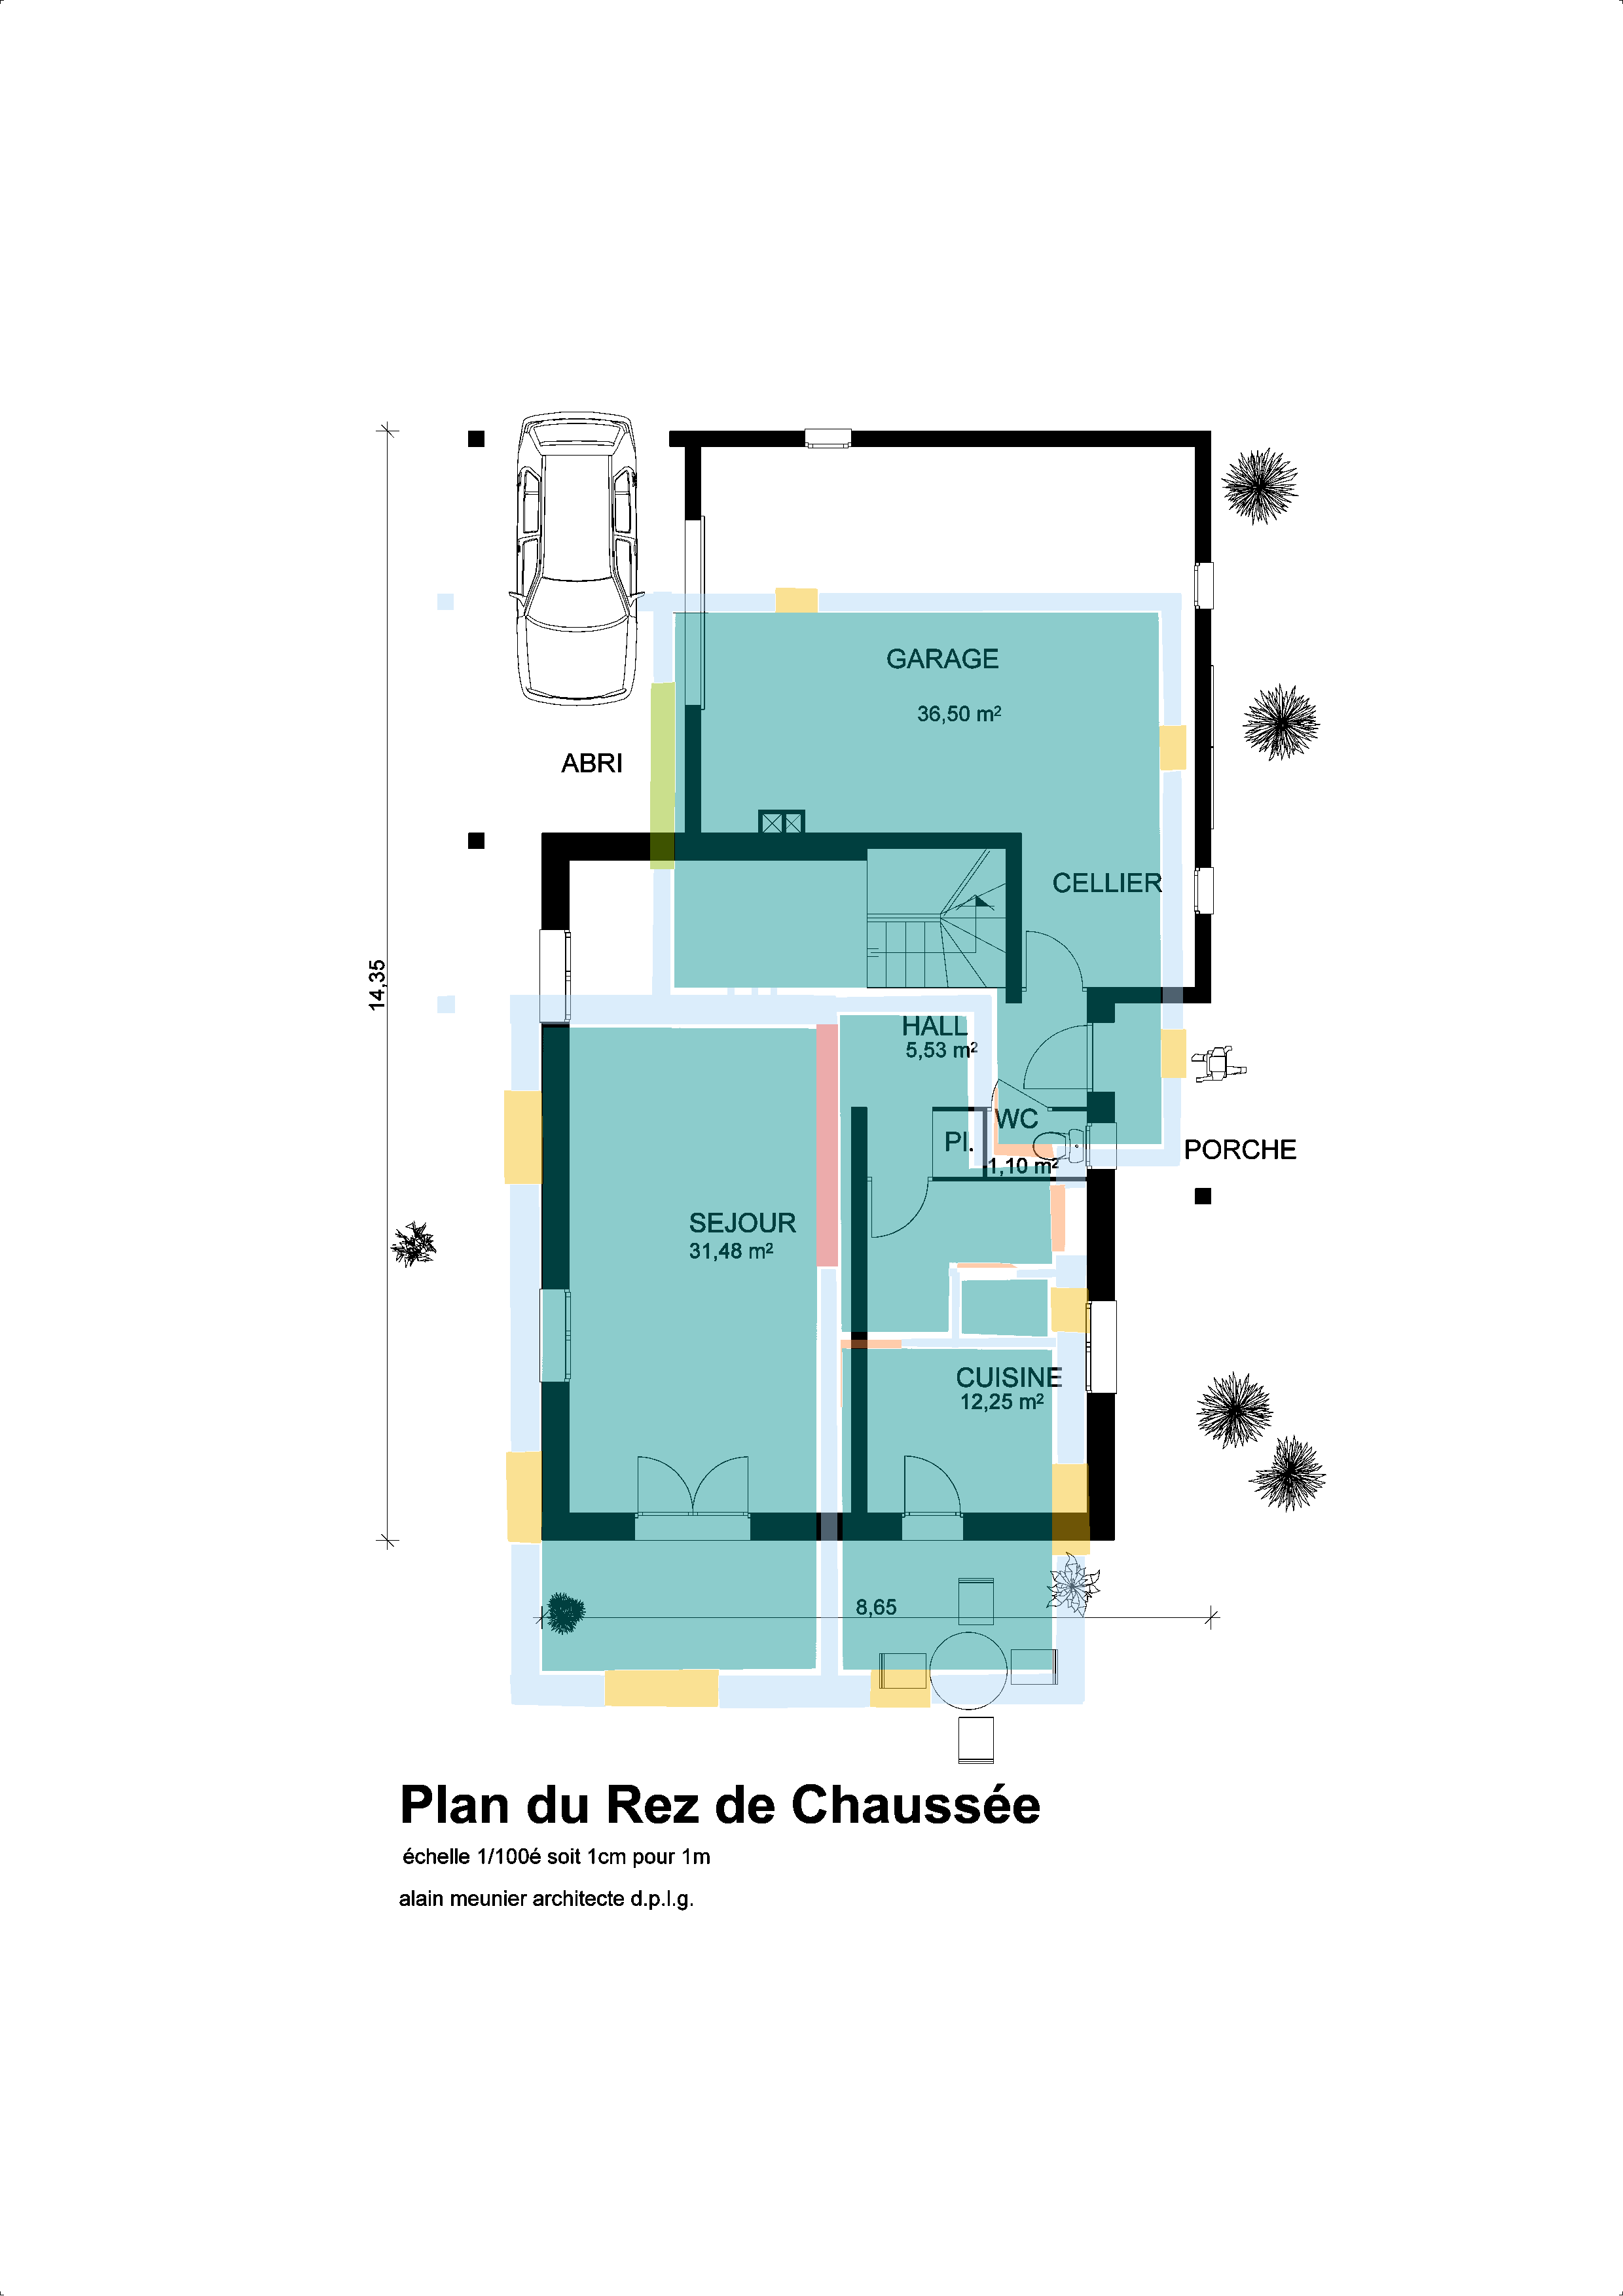 GARAGE
36,50 m²
ABRI
CELLIER
14,35
HALL
5,53 m²
WC
Pl.
1,10 m²
PORCHE
SEJOUR
31,48 m²
CUISINE
12,25 m²
8,65
Plan du Rez de Chaussée
échelle 1/100é soit 1cm pour 1m
alain meunier architecte d.p.l.g.